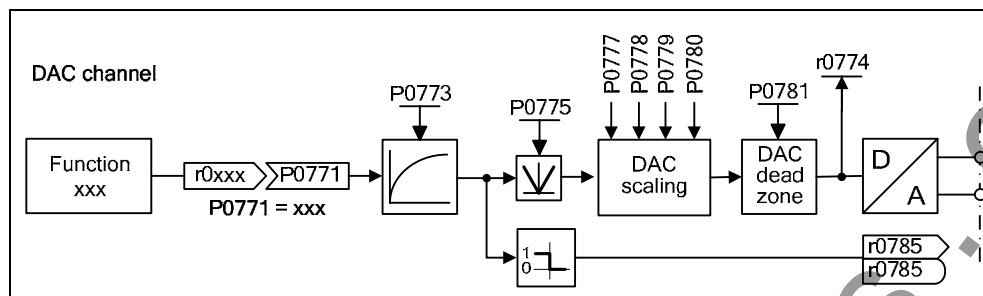 DAC channel
P0773
P0775
P0777
P0778
P0779
P0780
r0774
P0781
Function
xxx
r0xxx
P0771
P0771 = xxx
DAC
scaling
DAC
dead
zone
D
A
1
0
r0785
r0785